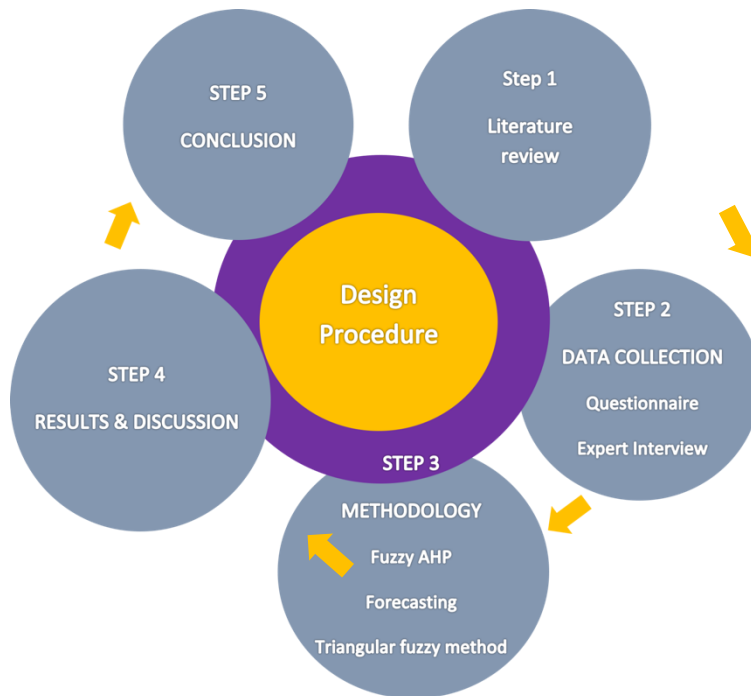 Design
Procedure
Step 1
Literature
review
STEP 2
DATA COLLECTION
Questionnaire
Expert Interview
STEP 3
METHODOLOGY
Fuzzy AHP
Forecasting
Triangular fuzzy method
STEP 4
RESULTS & DISCUSSION
STEP 5
CONCLUSION